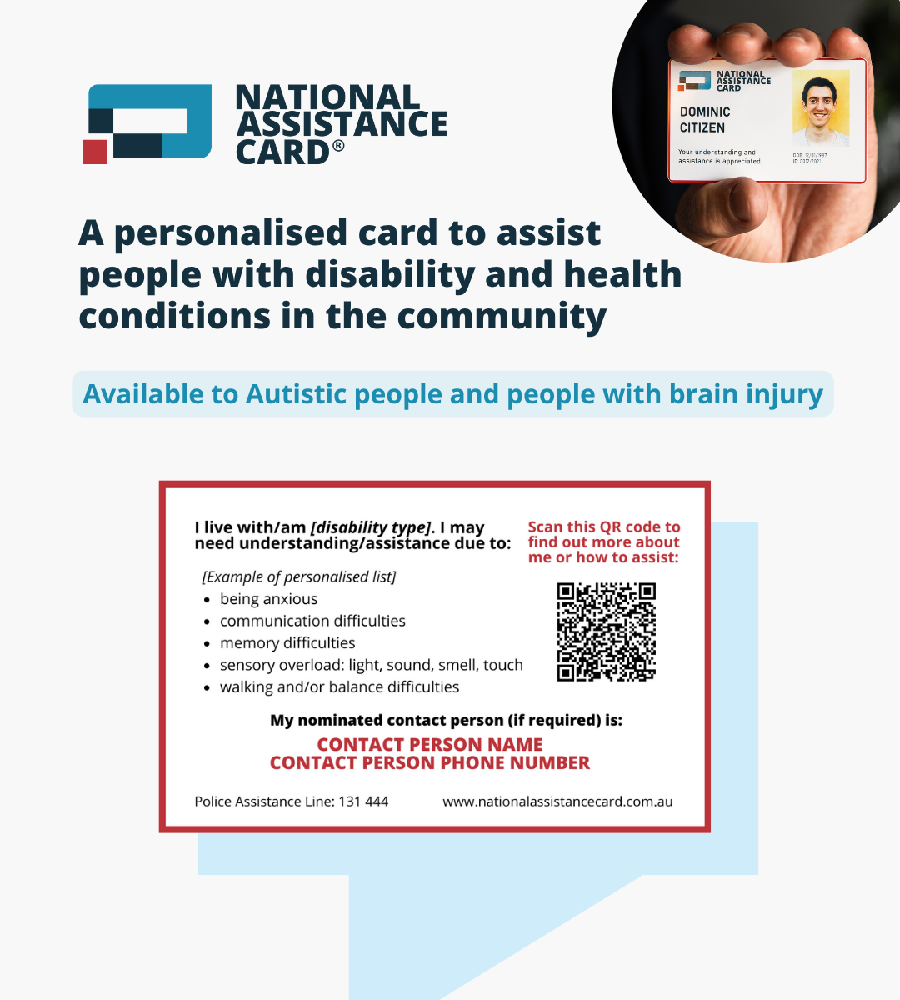 NATIONAL
ASSISTANCE
CARD®
NATIONAL
ASSISTANCE
CARD
DOMINIC
CITIZEN
Your understanding and
assistance is appreciated.
DOB: 12/01/1987
ID: 0012/2021
A personalised card to assist
people with disability and health
conditions in the community
Available to Autistic people and people with brain injury
I live with/am [disability type]. I may
need understanding/assistance due to:
[Example of personalised list]
• being anxious
• communication difficulties
• memory difficulties
• sensory overload: light, sound, smell, touch
• walking and/or balance difficulties
Scan this QR code to
find out more about
me or how to assist:
My nominated contact person (if required) is:
CONTACT PERSON NAME
CONTACT PERSON PHONE NUMBER
Police Assistance Line: 131 444
www.nationalassistancecard.com.au